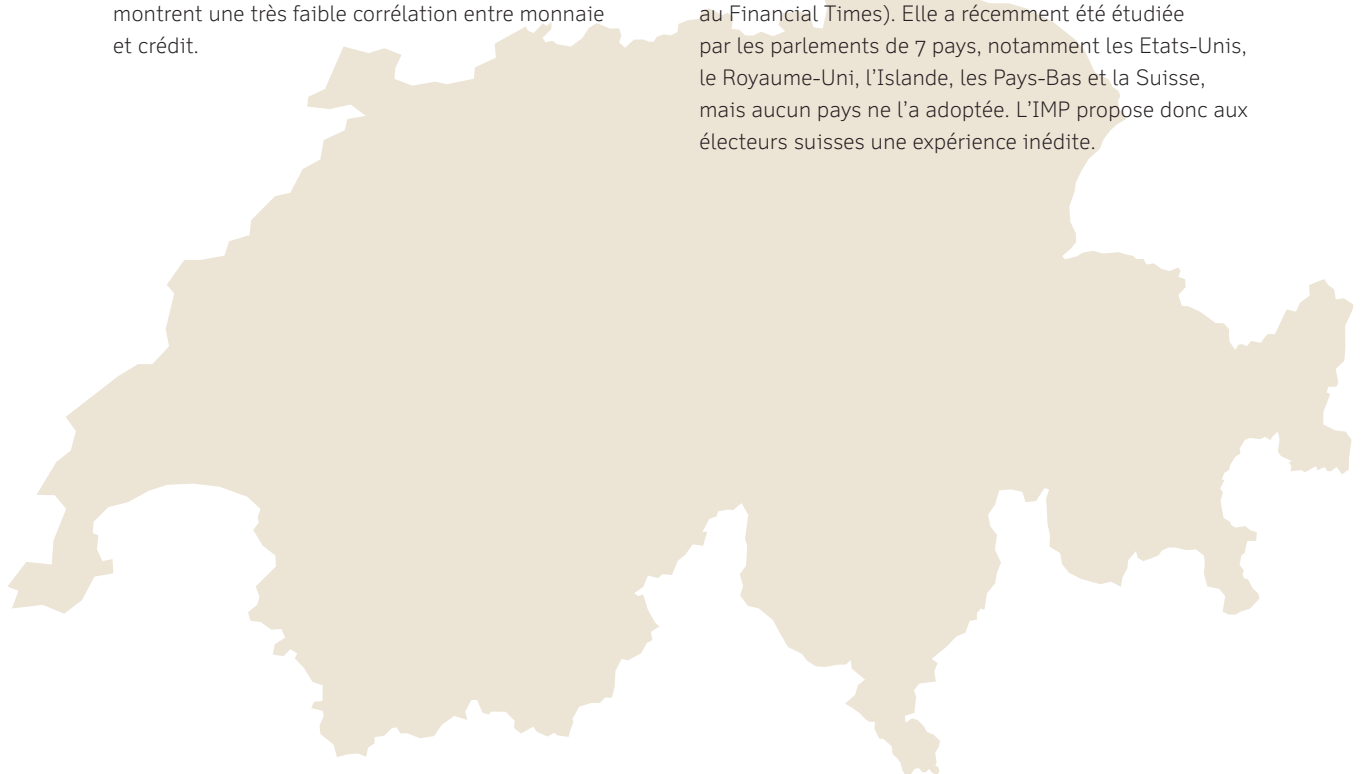 montrent une très faible corrélation entre monnaie
et crédit.
au Financial Times). Elle a récemment été étudiée
par les parlements de 7 pays, notamment les Etats-Unis,
le Royaume-Uni, l’Islande, les Pays-Bas et la Suisse,
mais aucun pays ne l’a adoptée. L’IMP propose donc aux
électeurs suisses une expérience inédite.